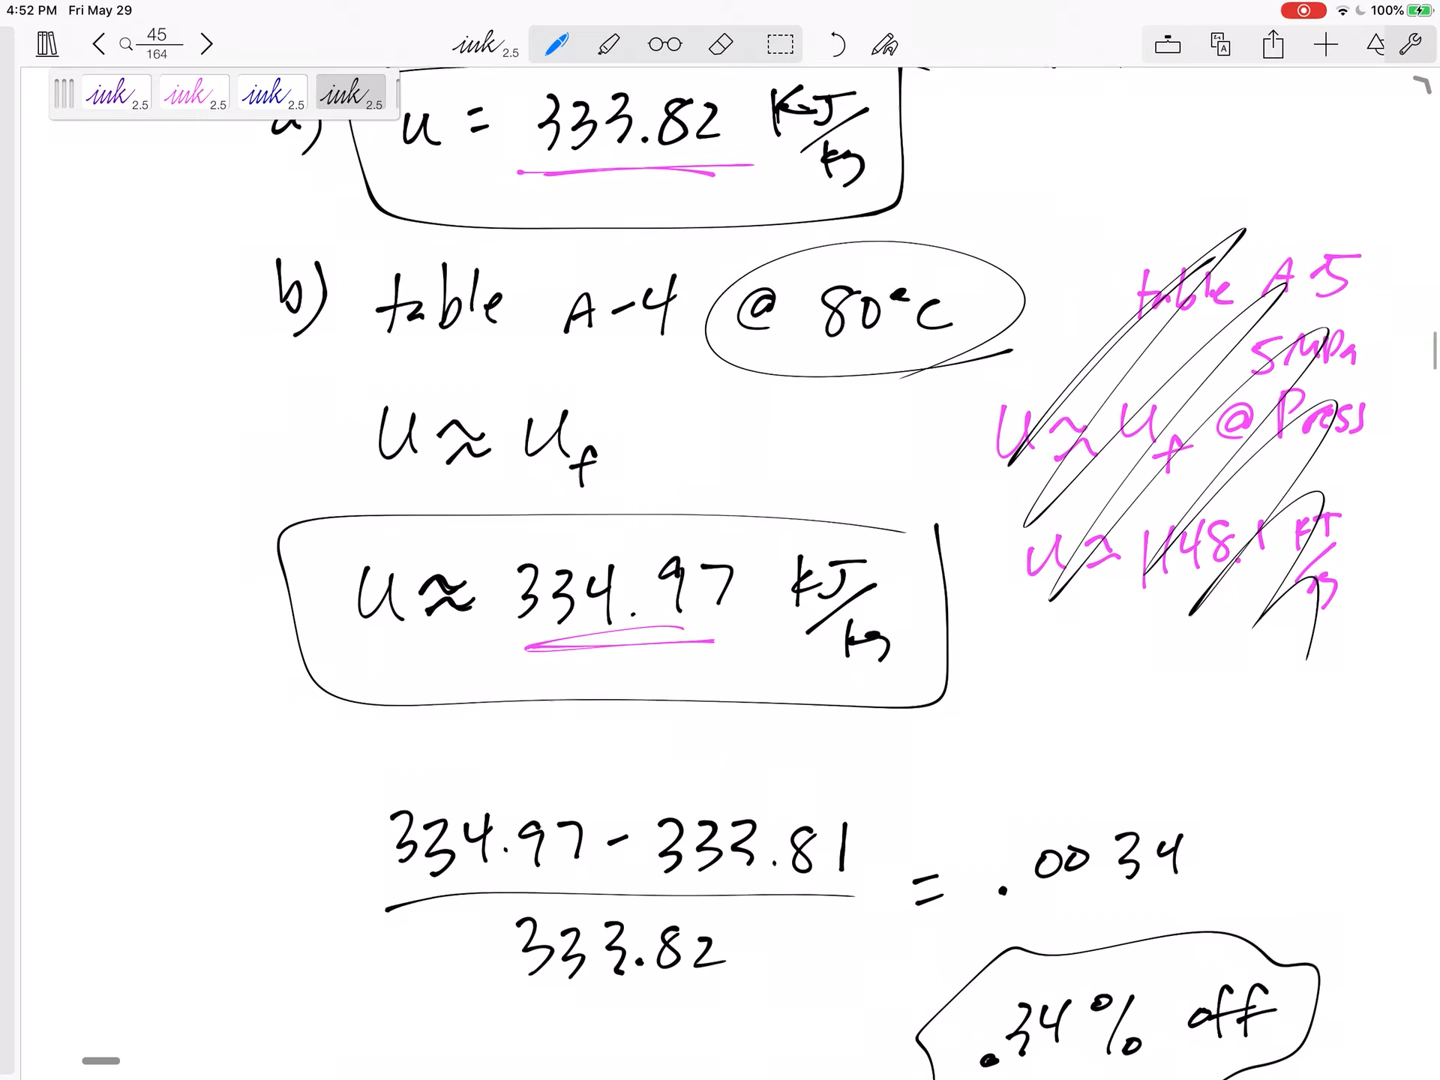 4:52 PM Fri May 29
100%
45
164
ink 2.5
ink 2.5
ink 2.5
ink 2.5
ink 2.5
a) u = 333.82 KJ/kg
b) table A-4 @ 80°C
u ≈ uf
u ≈ 334.97 kJ/kg
table A 5
5 MPa
u ≈ uf @ Press
u ≈ 1148.1 KJ/kg
334.97 - 333.81
333.82
= .0034
.34% off